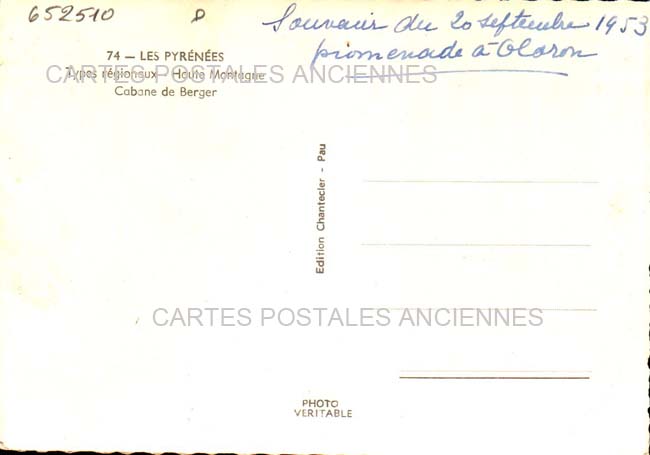 652510 D
Souvenir du 20 septembre 1953
promenade à Oloron
74 — LES PYRÉNÉES
Types régionaux - Haute Montagne
CARTES POSTALES ANCIENNES
Cabane de Berger
Edition Chantecler - Pau
CARTES POSTALES ANCIENNES
PHOTO
VERITABLE